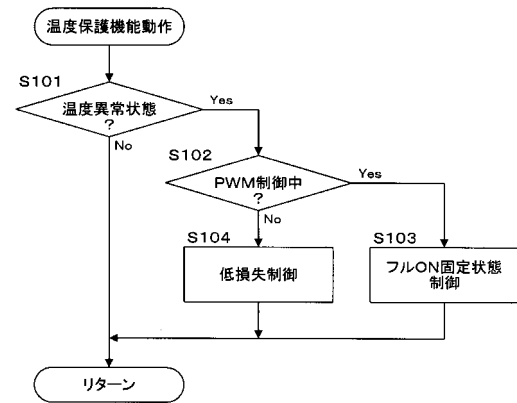 温度保護機能動作
S101
温度異常状態
?
Yes
No
S102
PWM制御中
?
Yes
No
S104
低損失制御
S103
フルON固定状態
制御
リターン